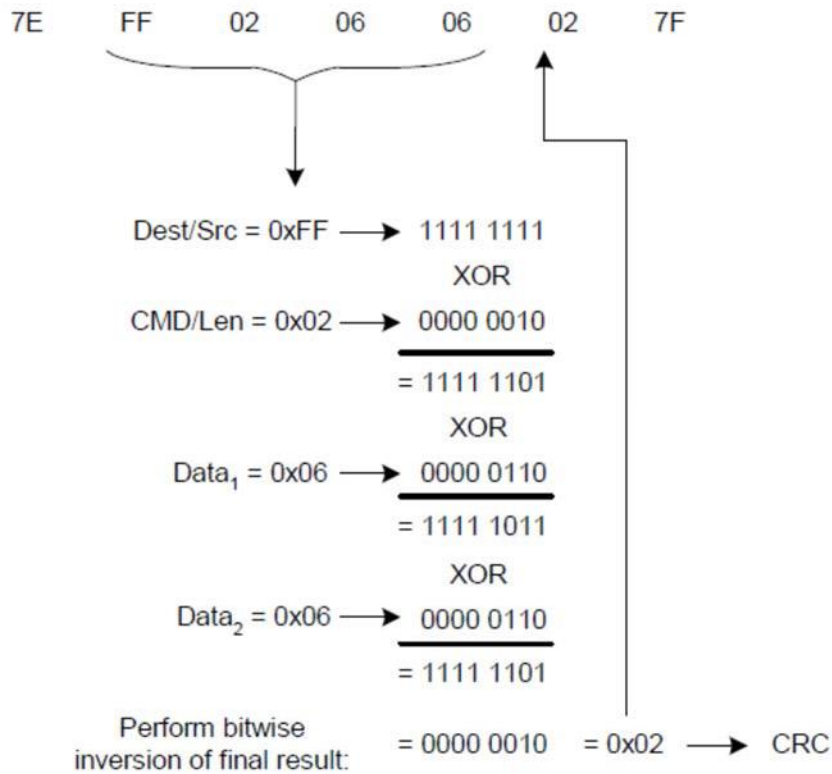 7E FF 02 06 06 02 7F
Dest/Src = 0xFF 1111 1111
XOR
CMD/Len = 0x02 0000 0010
= 1111 1101
XOR
Data₁ = 0x06 0000 0110
= 1111 1011
XOR
Data₂ = 0x06 0000 0110
= 1111 1101
Perform bitwise
inversion of final result: = 0000 0010 = 0x02 CRC